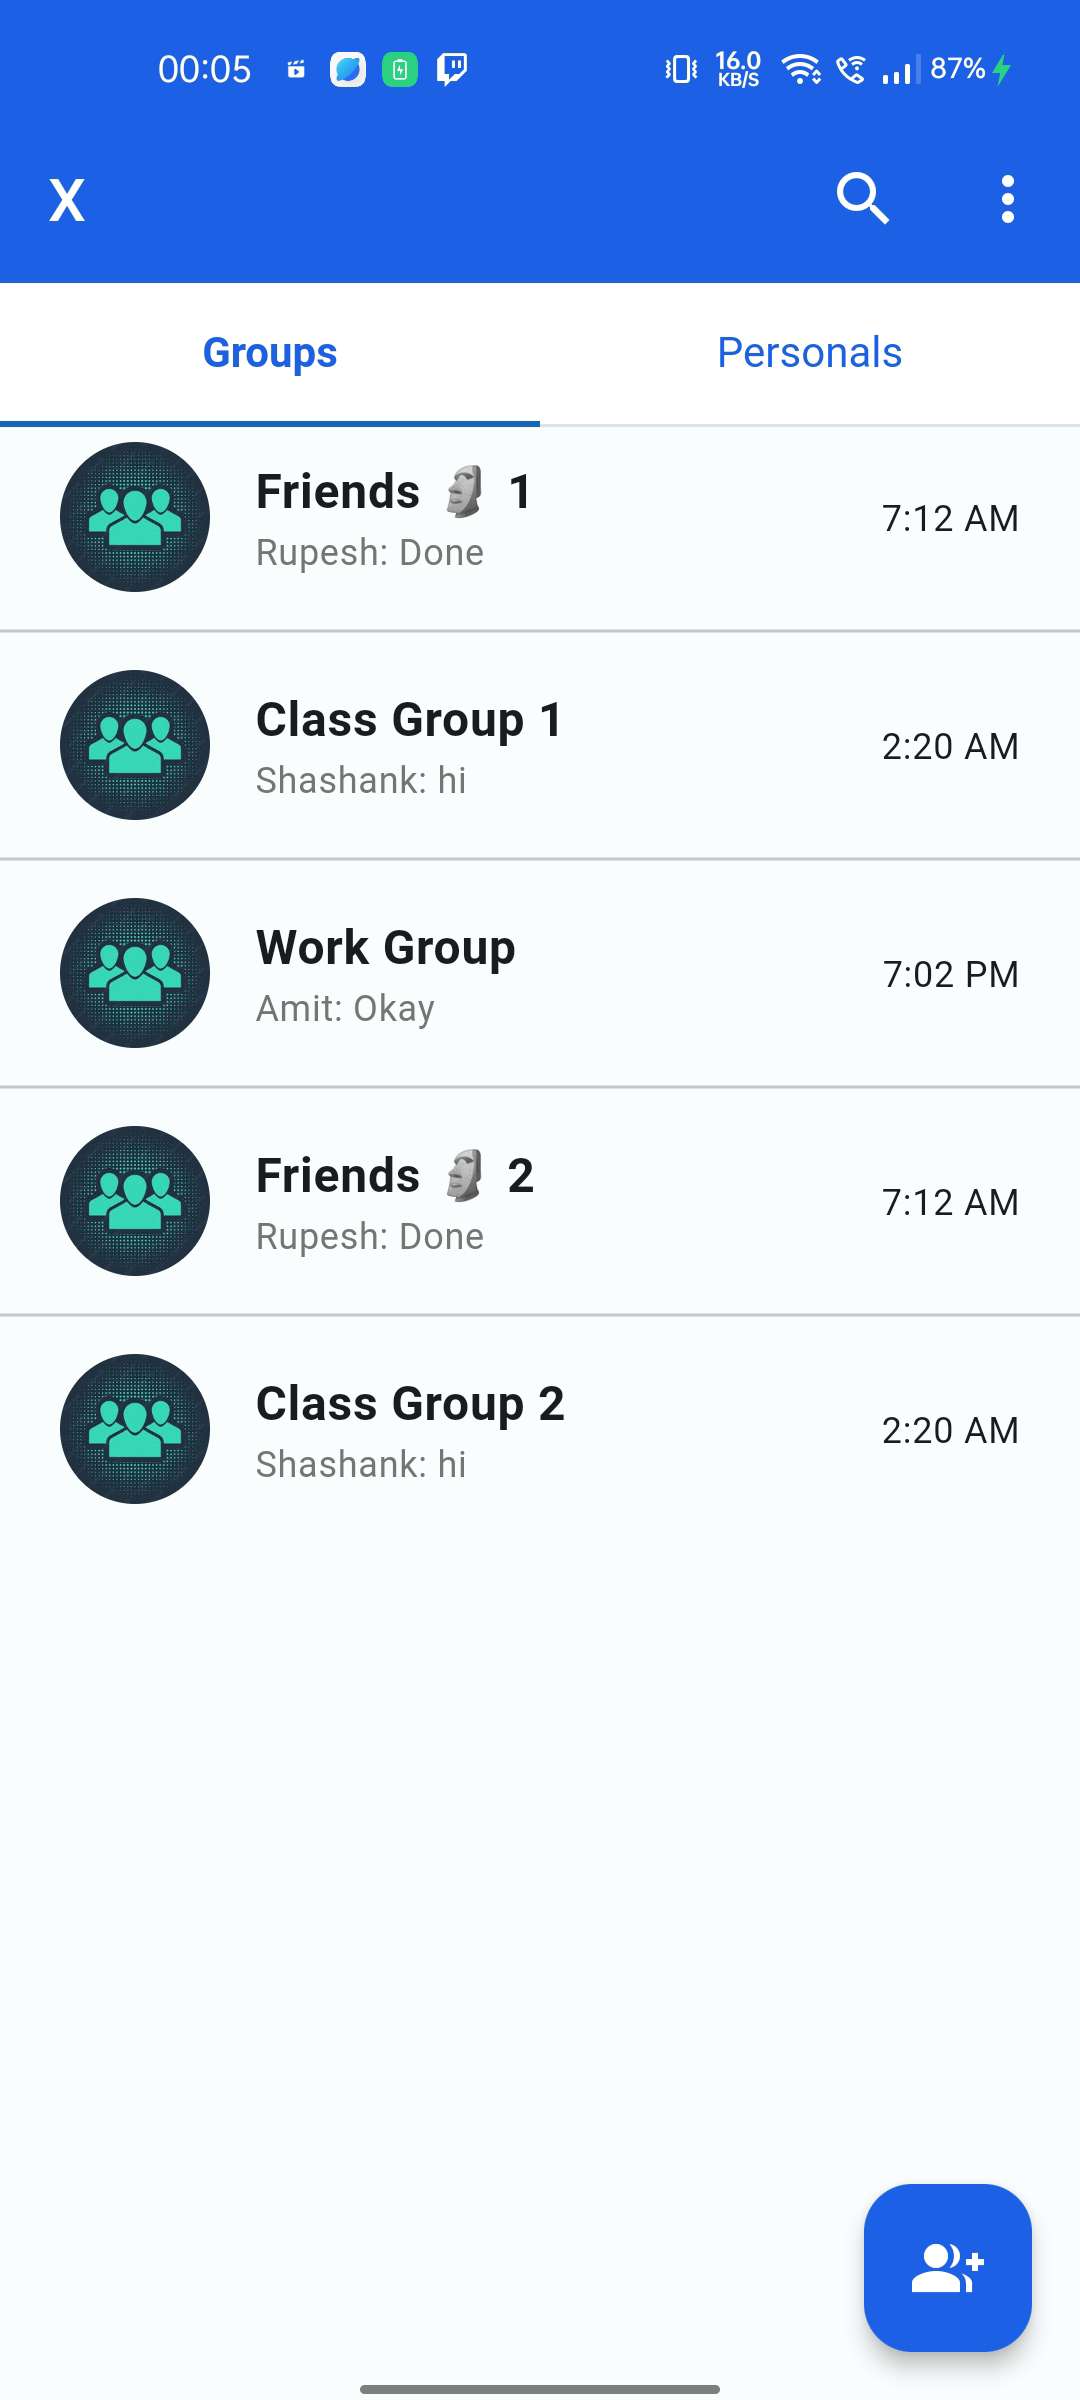 00:05
16.0
KB/S
87%
X
Groups
Personals
Friends 🗿 1
7:12 AM
Rupesh: Done
Class Group 1
2:20 AM
Shashank: hi
Work Group
7:02 PM
Amit: Okay
Friends 🗿 2
7:12 AM
Rupesh: Done
Class Group 2
2:20 AM
Shashank: hi